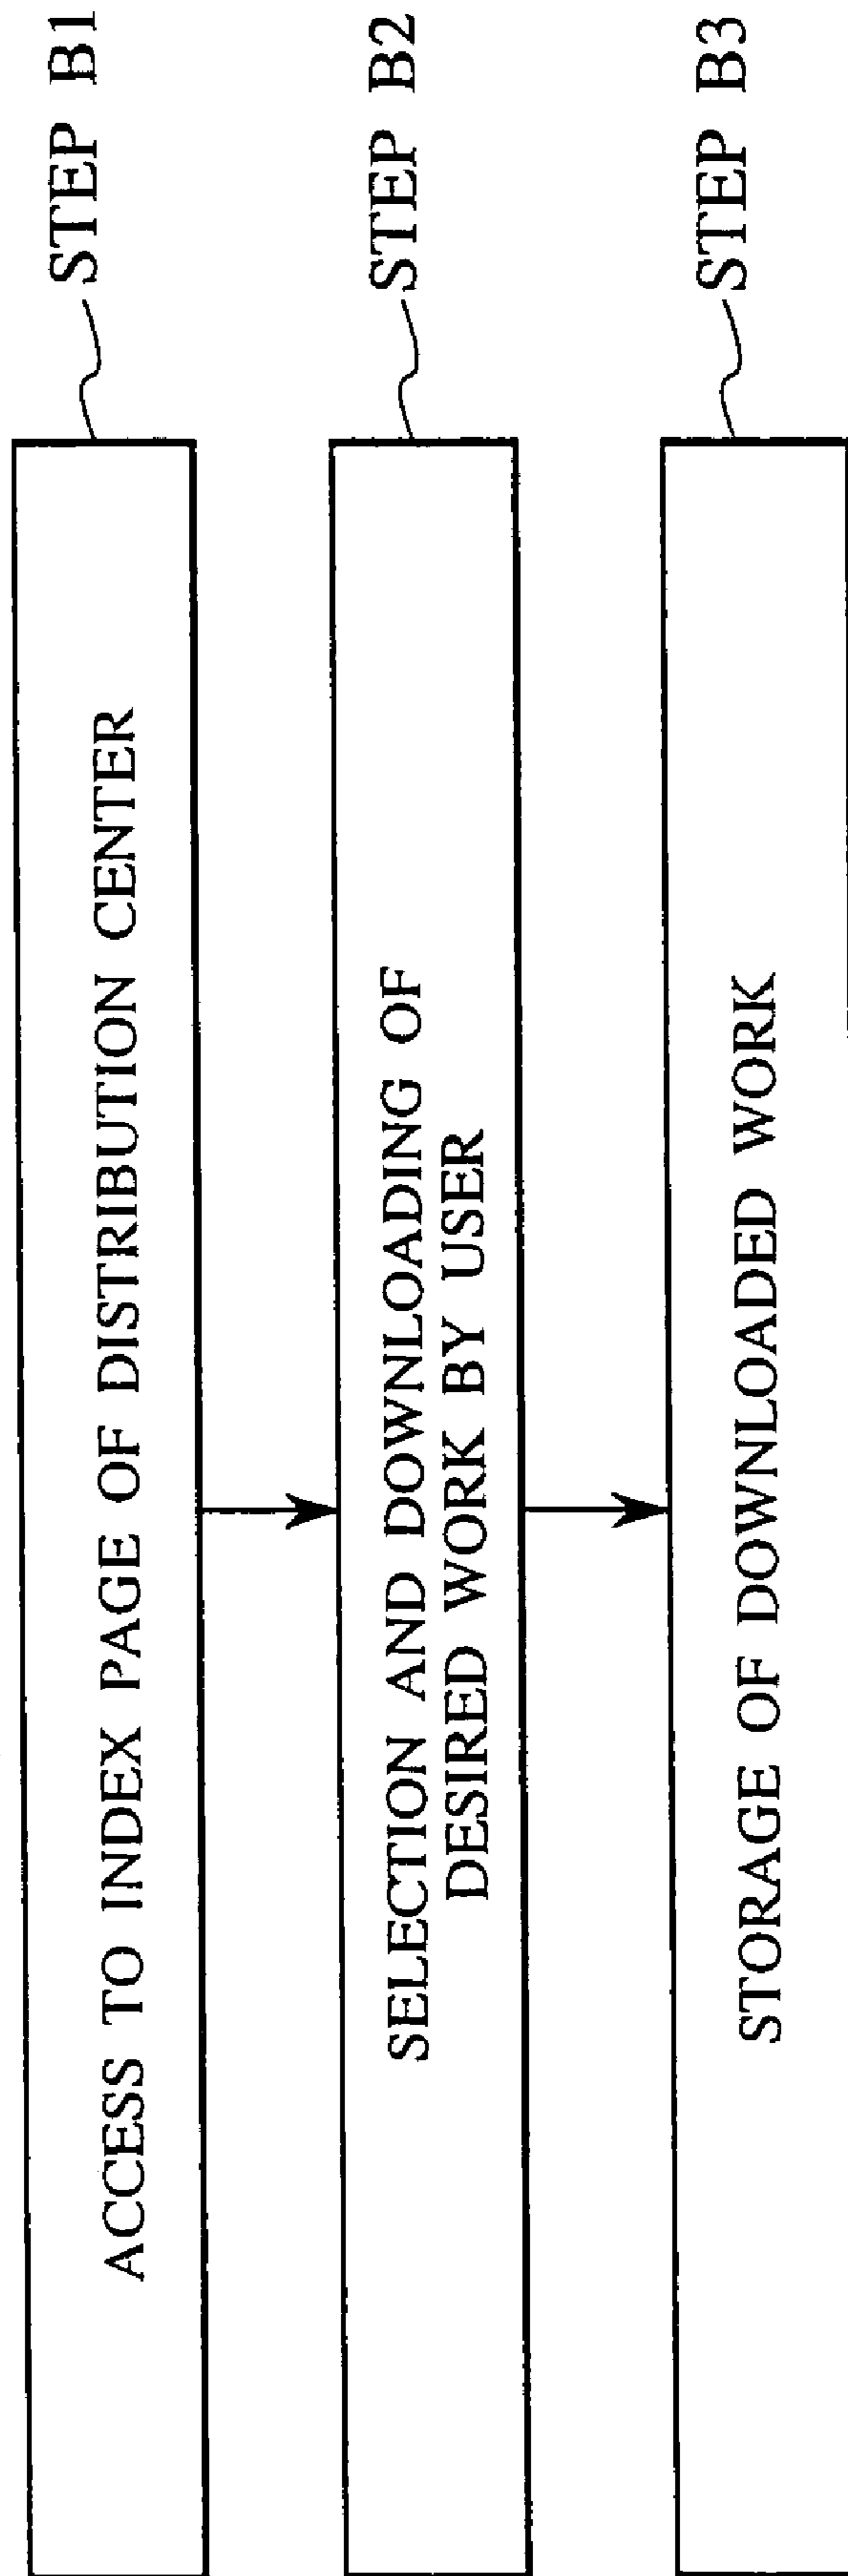 ACCESS TO INDEX PAGE OF DISTRIBUTION CENTER
STEP B1
SELECTION AND DOWNLOADING OF
DESIRED WORK BY USER
STEP B2
STORAGE OF DOWNLOADED WORK
STEP B3